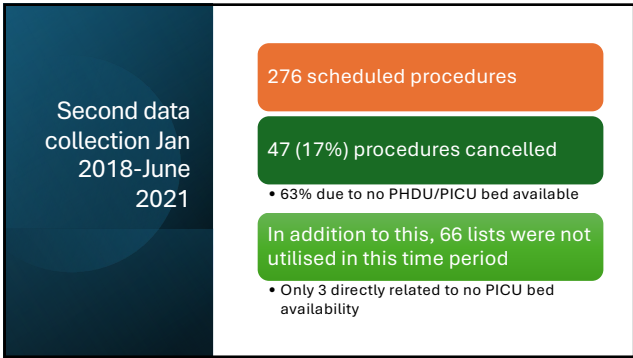 Second data
collection Jan
2018-June
2021
276 scheduled procedures
47 (17%) procedures cancelled
• 63% due to no PHDU/PICU bed available
In addition to this, 66 lists were not
utilised in this time period
• Only 3 directly related to no PICU bed
availability